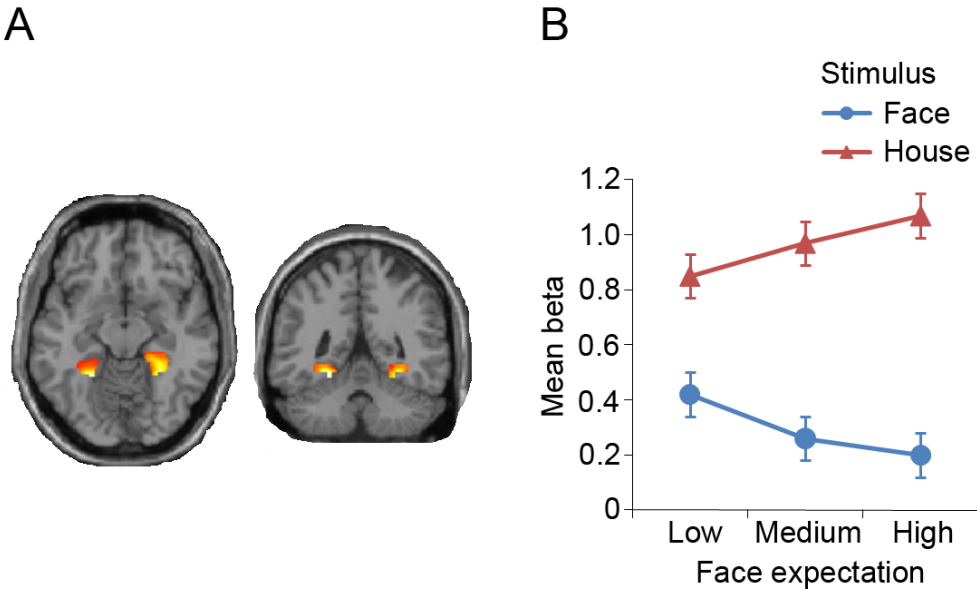 A
B
Stimulus
Face
House
1.2
1.0
0.8
0.6
0.4
0.2
0
Mean beta
Low Medium High
Face expectation